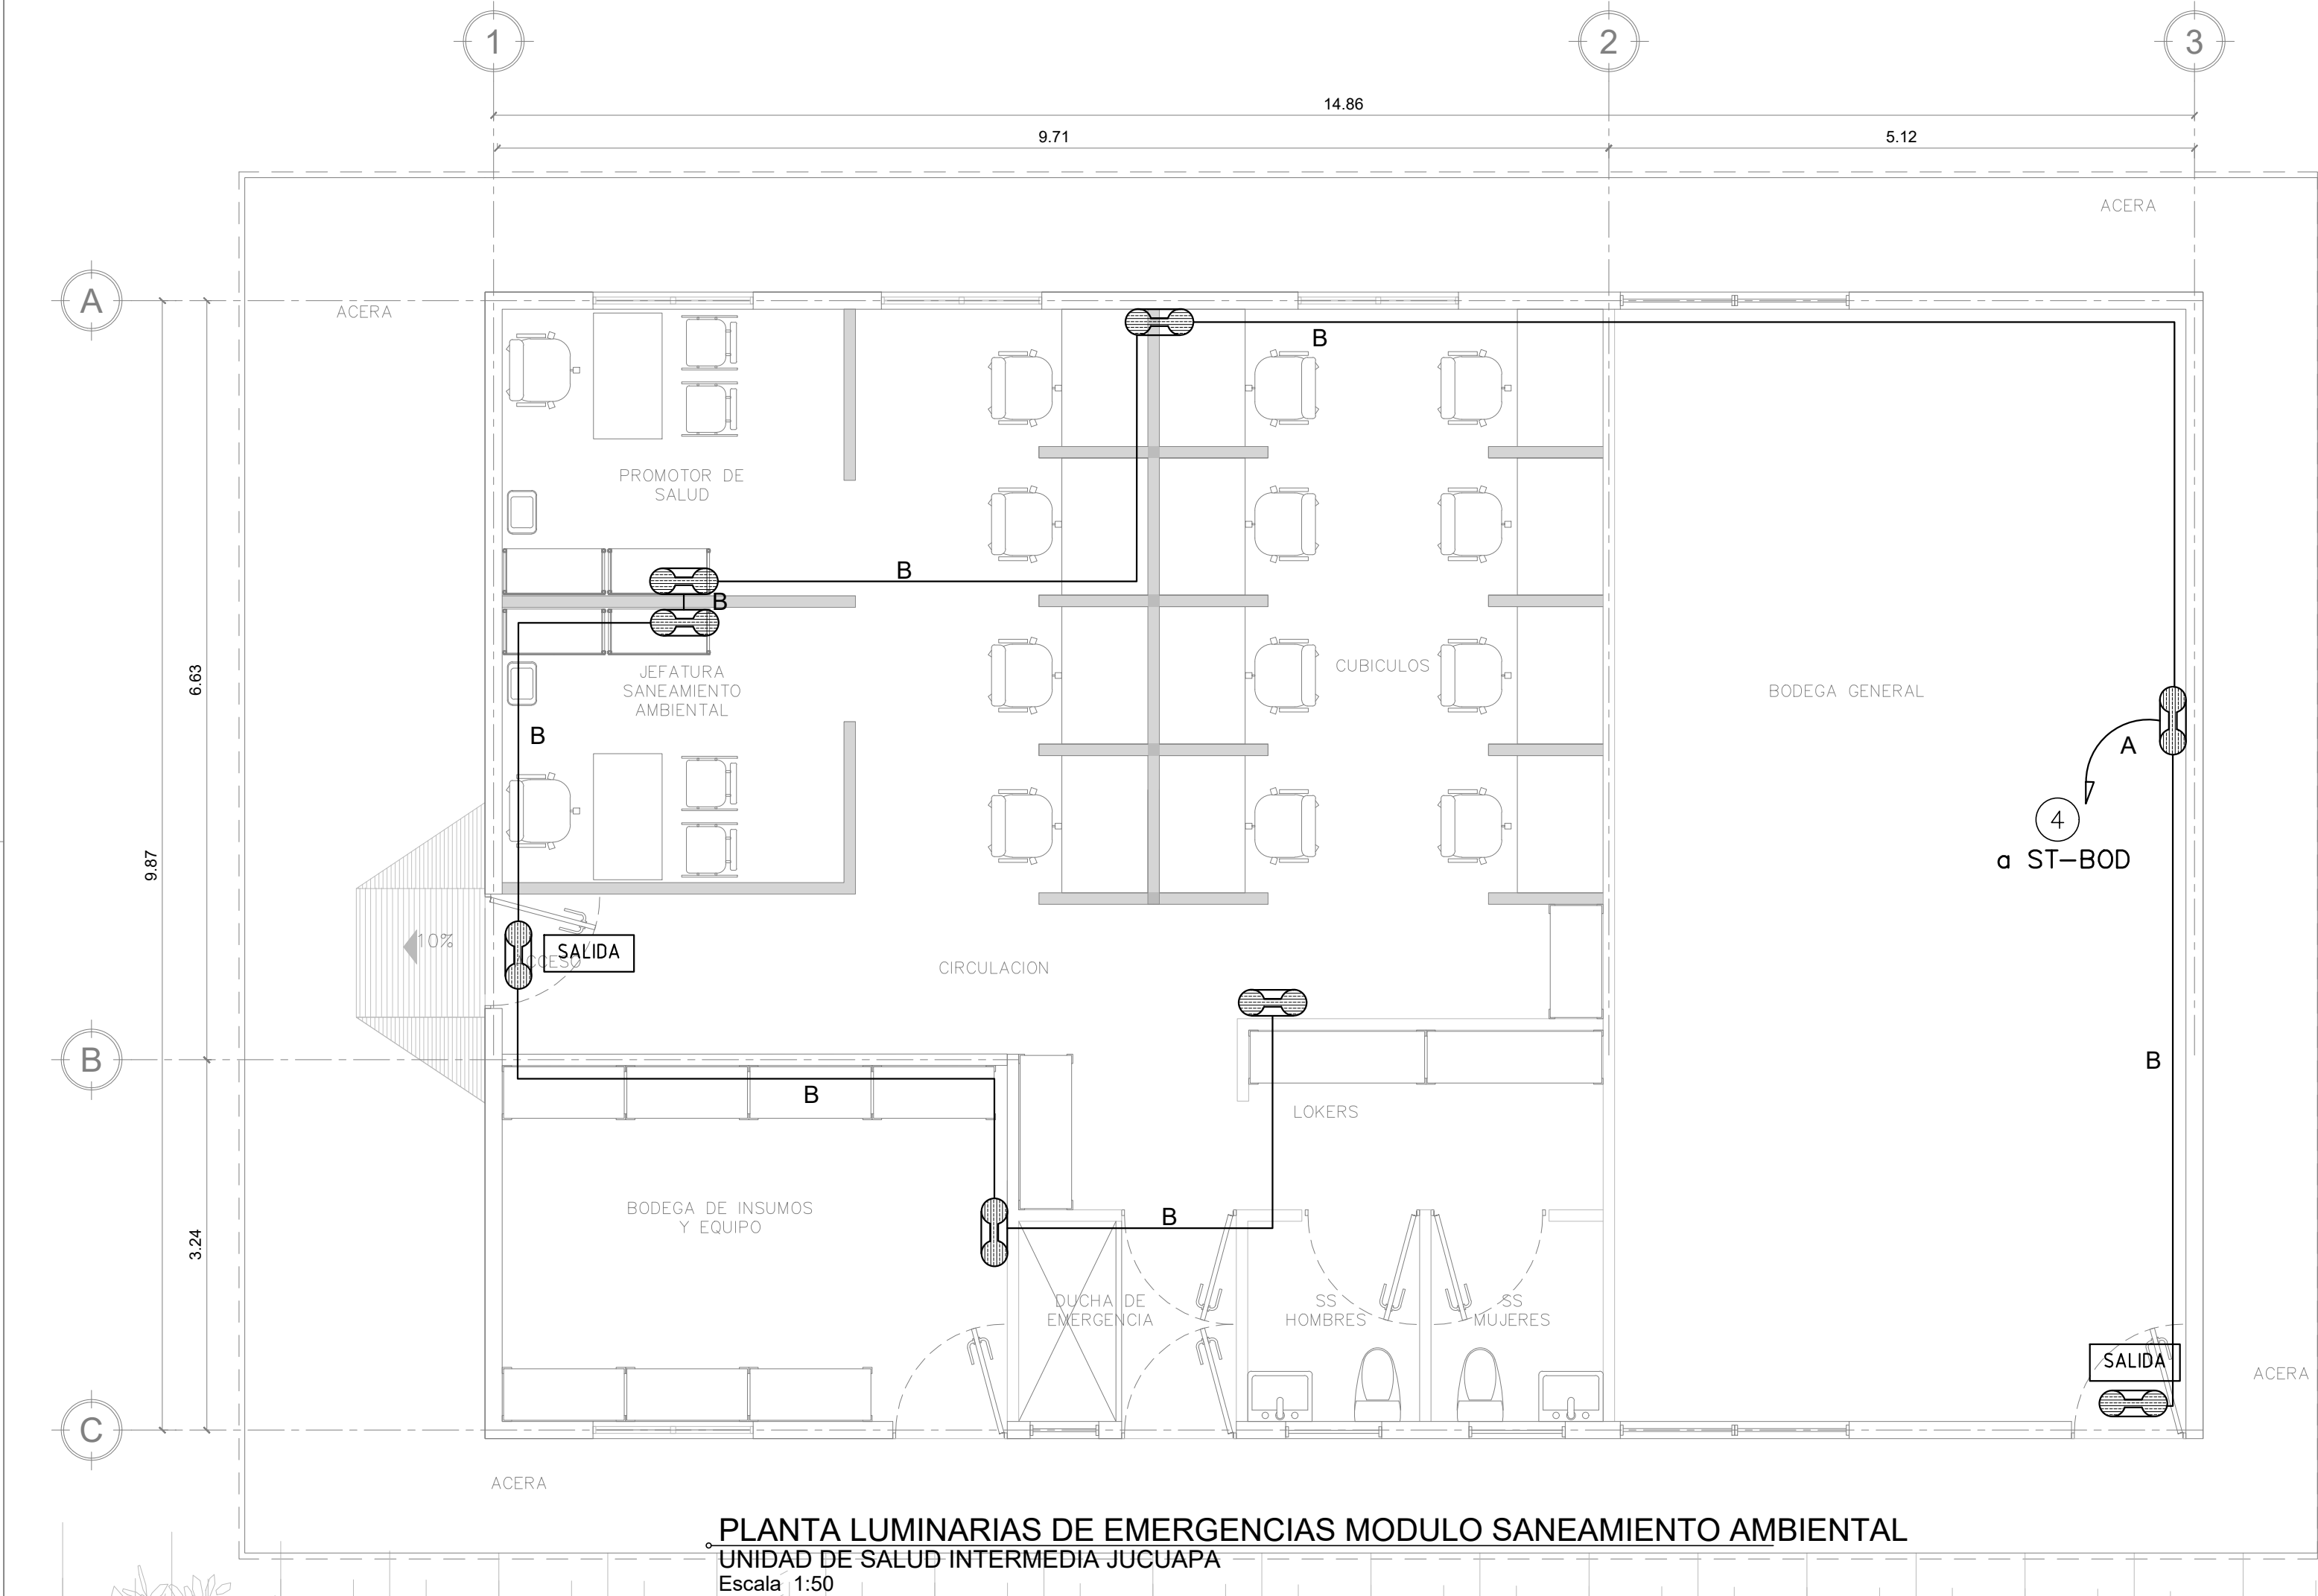 1
2
3
14.86
9.71
5.12
ACERA
A
ACERA
B
PROMOTOR DE
SALUD
B
B
6.63
JEFATURA
SANEAMIENTO
AMBIENTAL
CUBICULOS
BODEGA GENERAL
B
A
4
a ST-BOD
9.87
10%
SALIDA
ACCESO
CIRCULACION
B
B
B
LOKERS
3.24
BODEGA DE INSUMOS
Y EQUIPO
B
DUCHA DE
EMERGENCIA
SS
HOMBRES
SS
MUJERES
SALIDA
ACERA
C
ACERA
PLANTA LUMINARIAS DE EMERGENCIAS MODULO SANEAMIENTO AMBIENTAL
UNIDAD DE SALUD INTERMEDIA JUCUAPA
Escala 1:50